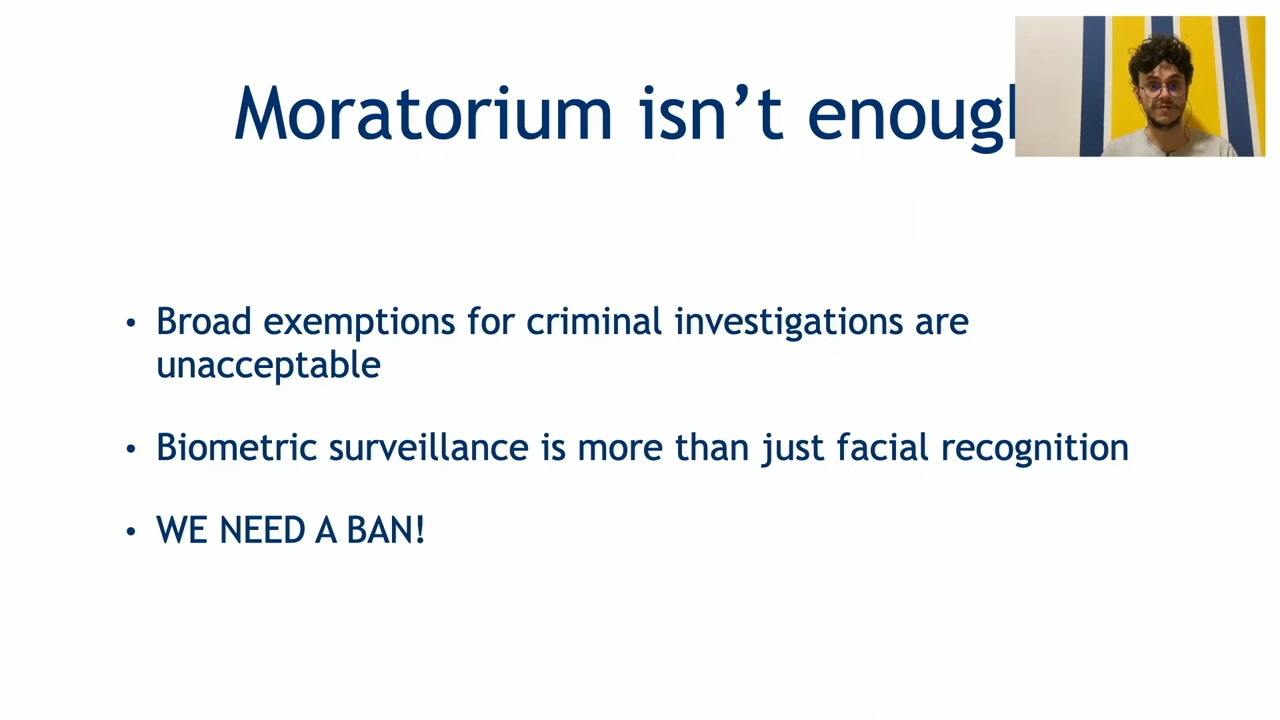 Moratorium isn’t enough
• Broad exemptions for criminal investigations are
unacceptable
• Biometric surveillance is more than just facial recognition
• WE NEED A BAN!